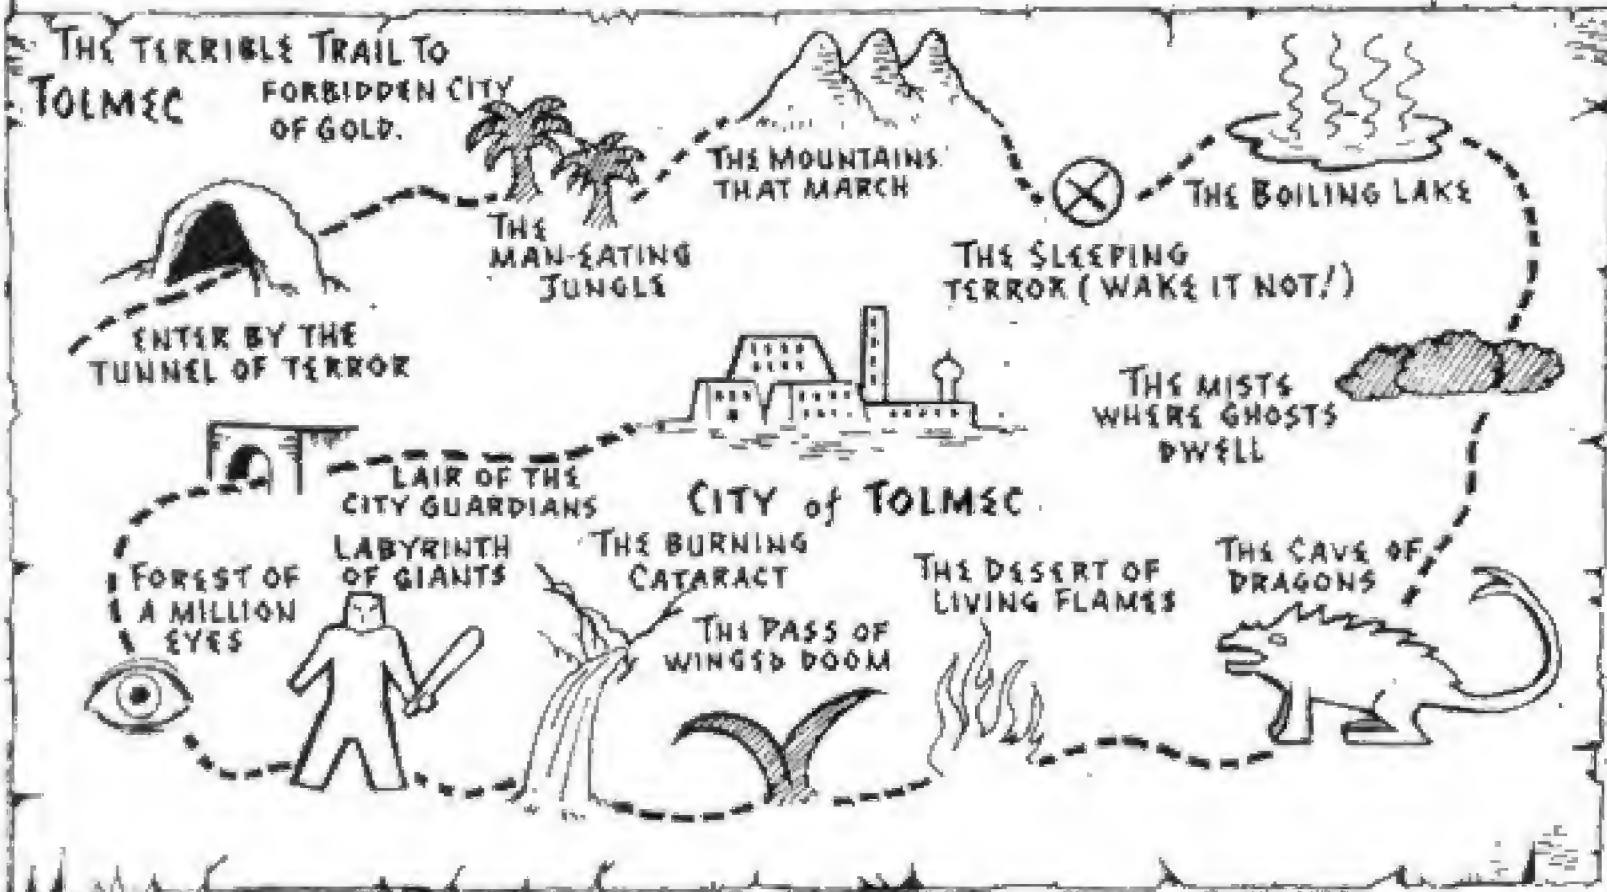 THE TERRIBLE TRAIL TO
TOLMEC
FORBIDDEN CITY
OF GOLD.
ENTER BY THE
TUNNEL OF TERROR
THE
MAN-EATING
JUNGLE
THE MOUNTAINS
THAT MARCH
THE SLEEPING
TERROR (WAKE IT NOT!)
THE BOILING LAKE
THE MISTS
WHERE GHOSTS
DWELL
THE CAVE OF
DRAGONS
THE DESERT OF
LIVING FLAMES
THE PASS OF
WINGED DOOM
THE BURNING
CATARACT
LABYRINTH
OF GIANTS
FOREST OF
A MILLION
EYES
LAIR OF THE
CITY GUARDIANS
CITY of TOLMEC